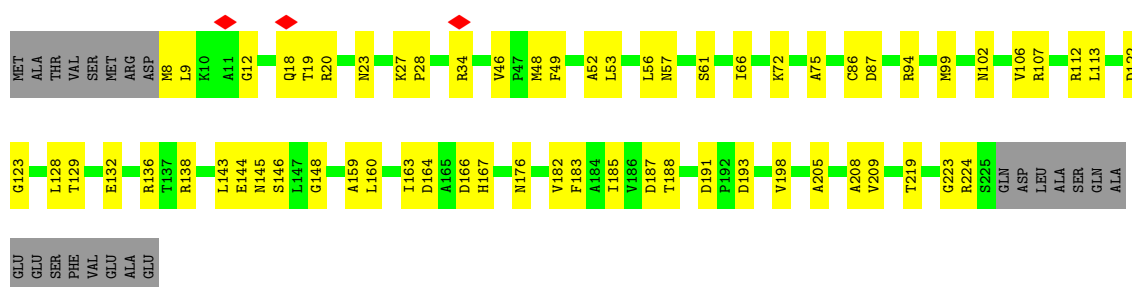 MET ALA THR VAL SER MET ARG ASP M8 L9 K10 A11 G12 Q18 T19 R20 N23 K27 P28 R34 V46 P47 M48 F49 A52 L53 L56 N57 S61 I66 K72 A75 C86 D87 R94 M99 N102 V106 R107 R112 L113 D122
G123 L128 T129 E132 R136 T137 R138 L143 E144 N145 S146 L147 G148 A159 L160 I163 D164 A165 D166 H167 N176 V182 F183 A184 I185 V186 D187 T188 D191 P192 D193 V198 A205 A208 V209 T219 G223 R224 S225 GLN ASP LEU ALA SER GLN ALA
GLU GLU SER PHE VAL GLU ALA GLU